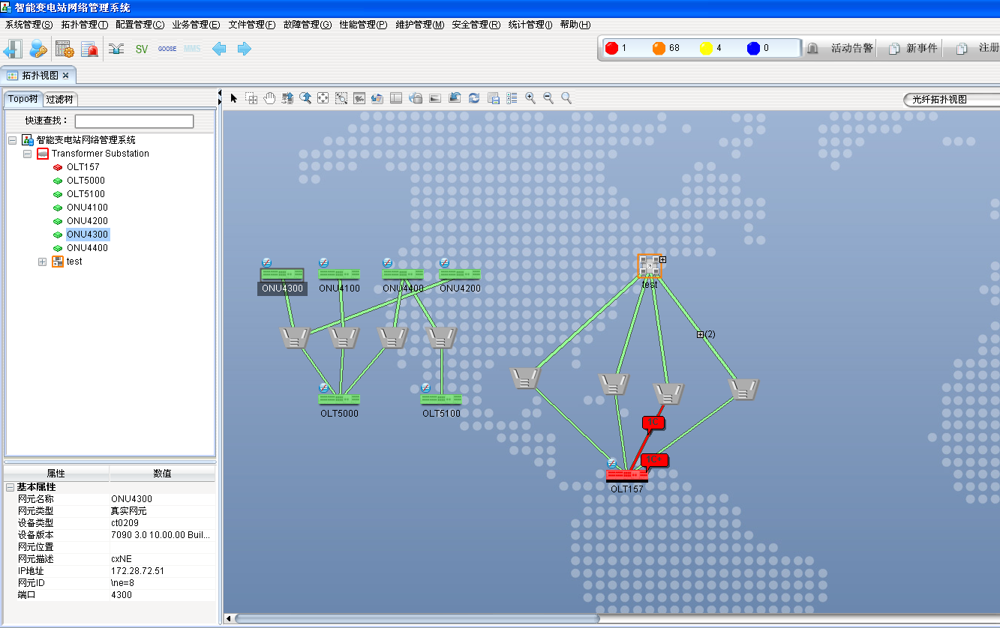 智能变电站网络管理系统
系统管理(S) 拓扑管理(T) 配置管理(C) 业务管理(E) 文件管理(F) 故障管理(G) 性能管理(P) 维护管理(M) 安全管理(R) 统计管理(I) 帮助(H)
SV GOOSE MMS 1 68 4 0 活动告警 新事件 注册
拓扑视图
Topo树 过滤树
光纤拓扑视图
快速查找：
智能变电站网络管理系统
Transformer Substation
OLT157
OLT5000
OLT5100
ONU4100
ONU4200
ONU4300
ONU4400
test
ONU4300 ONU4100 ONU4400 ONU4200
test
(2)
OLT5000 OLT5100
1C
1C+
OLT157
属性 数值
基本属性
网元名称 ONU4300
网元类型 真实网元
设备类型 ct0209
设备版本 7090 3.0 10.00.00 Buil...
网元位置
网元描述 cxNE
IP地址 172.28.72.51
网元ID \ne=8
端口 4300